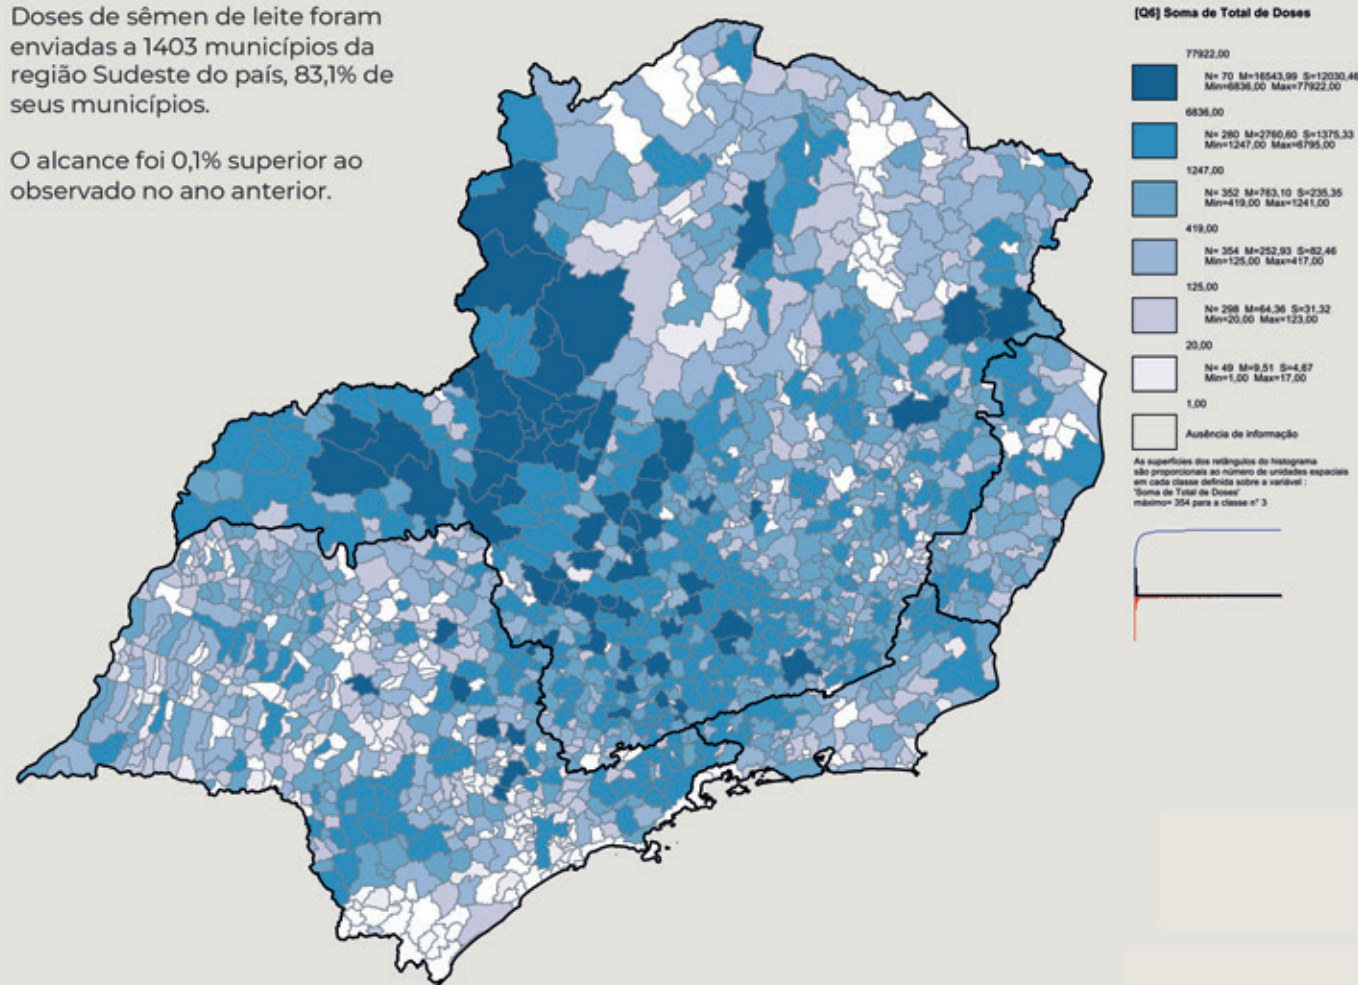 Doses de sêmen de leite foram
enviadas a 1403 municípios da
região Sudeste do país, 83,1% de
seus municípios.
O alcance foi 0,1% superior ao
observado no ano anterior.
[Q6] Soma de Total de Doses
77922,00
N= 70 M=16543,99 S=12030,46
Min=6836,00 Max=77922,00
6836,00
N= 280 M=2760,60 S=1375,33
Min=1247,00 Max=6795,00
1247,00
N= 352 M=763,10 S=235,35
Min=419,00 Max=1241,00
419,00
N= 354 M=252,93 S=82,46
Min=125,00 Max=417,00
125,00
N= 298 M=64,36 S=31,32
Min=20,00 Max=123,00
20,00
N= 49 M=9,51 S=4,67
Min=1,00 Max=17,00
1,00
Ausência de informação
As superfícies dos retângulos do histograma
são proporcionais ao número de unidades espaciais
em cada classe definida sobre a variável :
'Soma de Total de Doses'
máximo= 354 para a classe n° 3